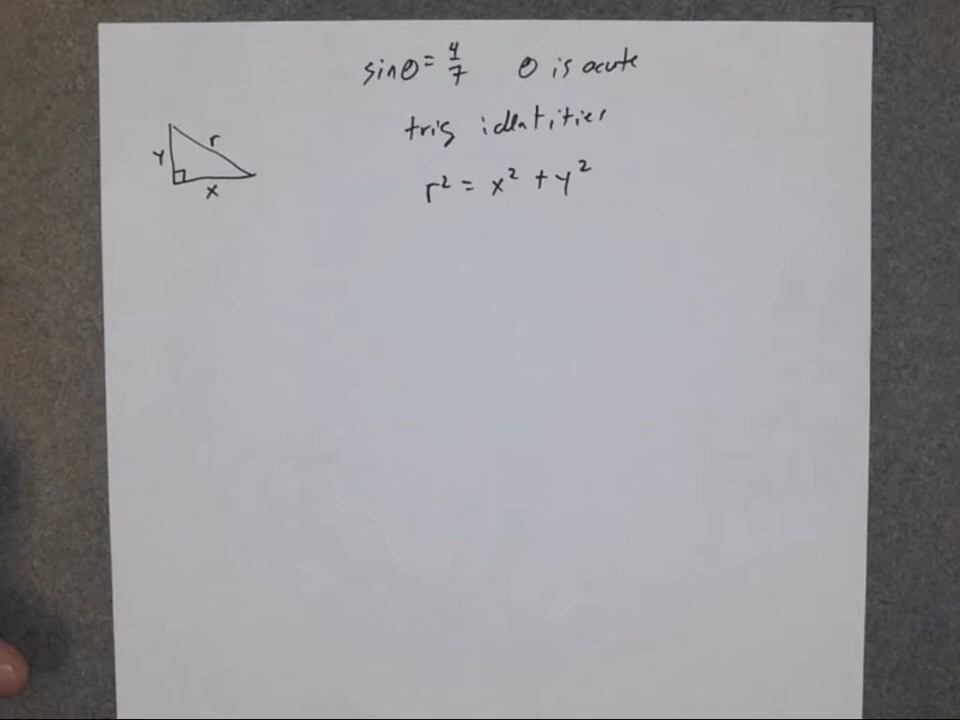 sinθ = 4/7 θ is acute
trig identities
r
y
x
r² = x² + y²